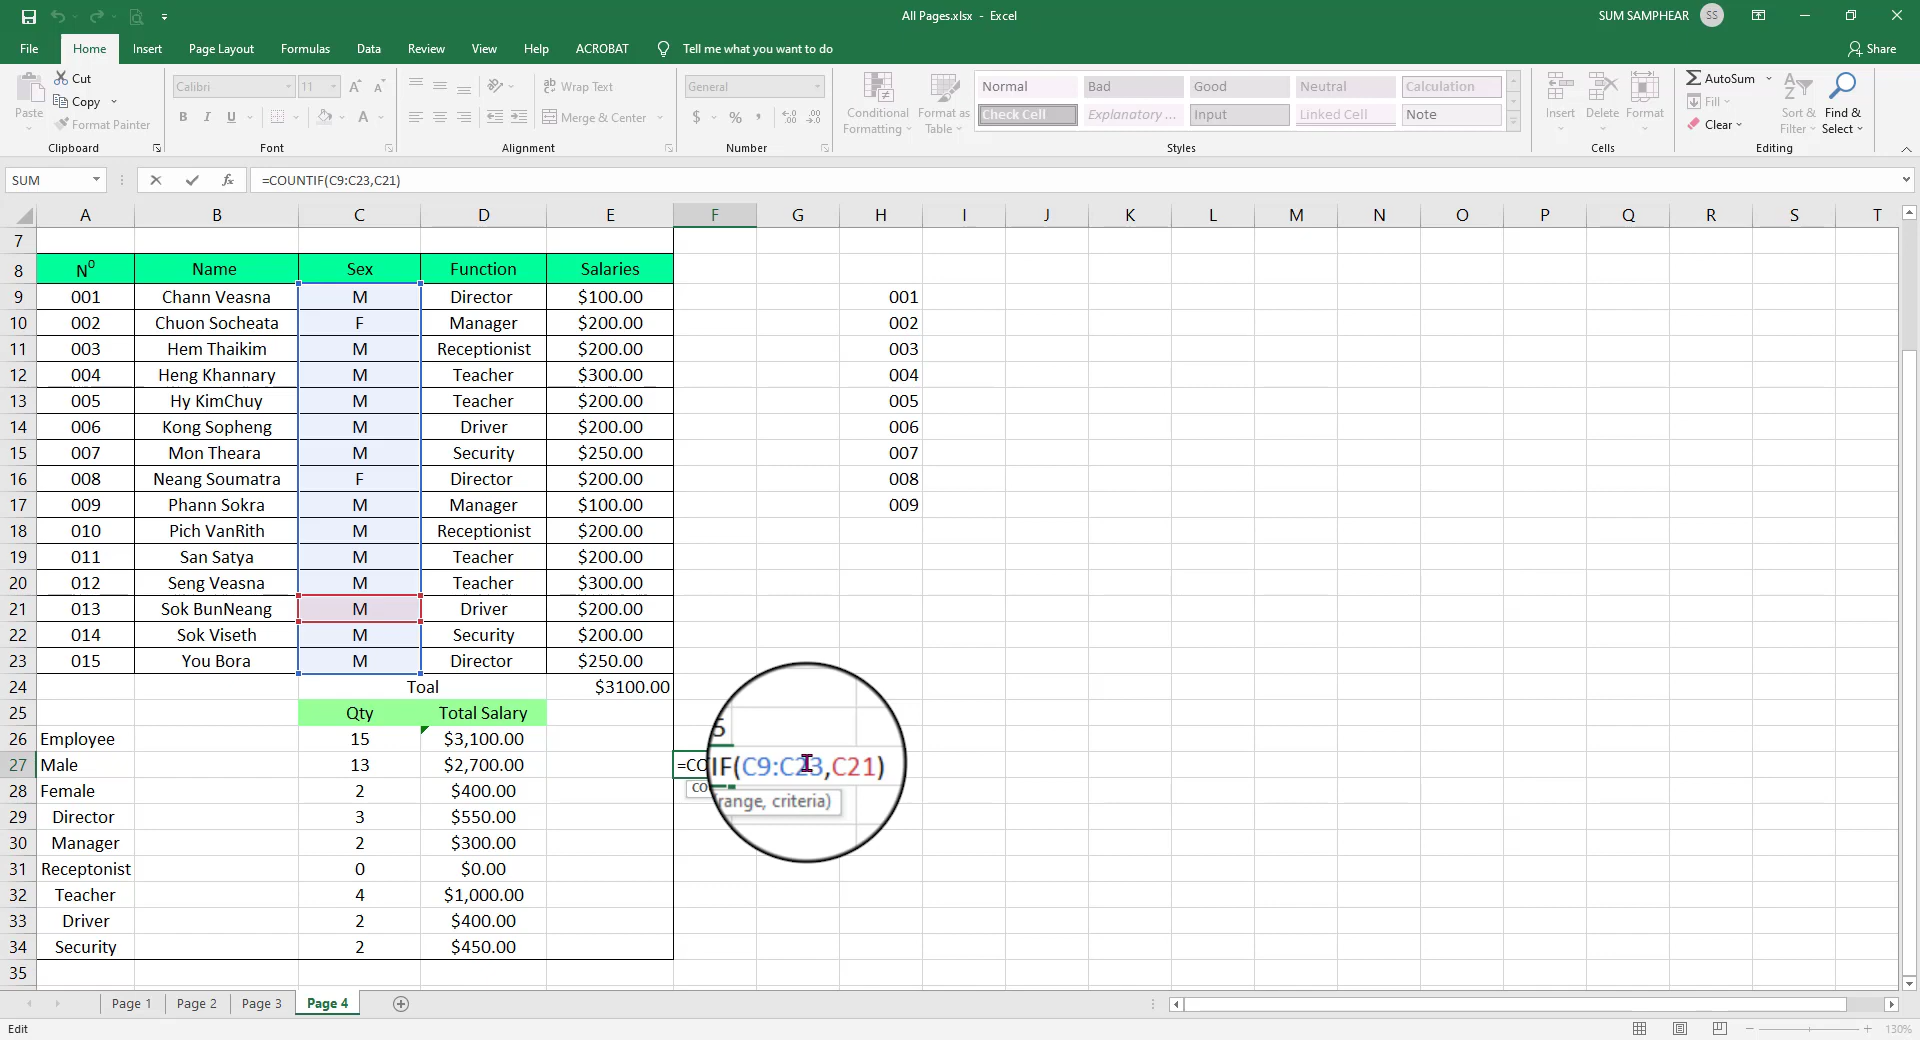 All Pages.xlsx - Excel
SUM SAMPHEAR SS
File Home Insert Page Layout Formulas Data Review View Help ACROBAT Tell me what you want to do Share
Paste
Cut
Copy
Format Painter
Calibri 11
B I U A
Wrap Text
Merge & Center
General
$ % ,
Conditional Formatting
Format as Table
Normal Bad Good Neutral Calculation
Check Cell Explanatory ... Input Linked Cell Note
Insert Delete Format
AutoSum
Fill
Clear
Sort & Filter
Find & Select
Clipboard Font Alignment Number Styles Cells Editing
SUM fx =COUNTIF(C9:C23,C21)
A B C D E F G H I J K L M N O P Q R S T
7
8 N⁰ Name Sex Function Salaries
9 001 Chann Veasna M Director $100.00 001
10 002 Chuon Socheata F Manager $200.00 002
11 003 Hem Thaikim M Receptionist $200.00 003
12 004 Heng Khannary M Teacher $300.00 004
13 005 Hy KimChuy M Teacher $200.00 005
14 006 Kong Sopheng M Driver $200.00 006
15 007 Mon Theara M Security $250.00 007
16 008 Neang Soumatra F Director $200.00 008
17 009 Phann Sokra M Manager $100.00 009
18 010 Pich VanRith M Receptionist $200.00
19 011 San Satya M Teacher $200.00
20 012 Seng Veasna M Teacher $300.00
21 013 Sok BunNeang M Driver $200.00
22 014 Sok Viseth M Security $200.00
23 015 You Bora M Director $250.00
24 Toal $3100.00
25 Qty Total Salary
26 Employee 15 $3,100.00
27 Male 13 $2,700.00 =CO IF(C9:C23,C21)
28 Female 2 $400.00 CO (range, criteria)
29 Director 3 $550.00
30 Manager 2 $300.00
31 Receptonist 0 $0.00
32 Teacher 4 $1,000.00
33 Driver 2 $400.00
34 Security 2 $450.00
35
Page 1 Page 2 Page 3 Page 4
Edit 130%